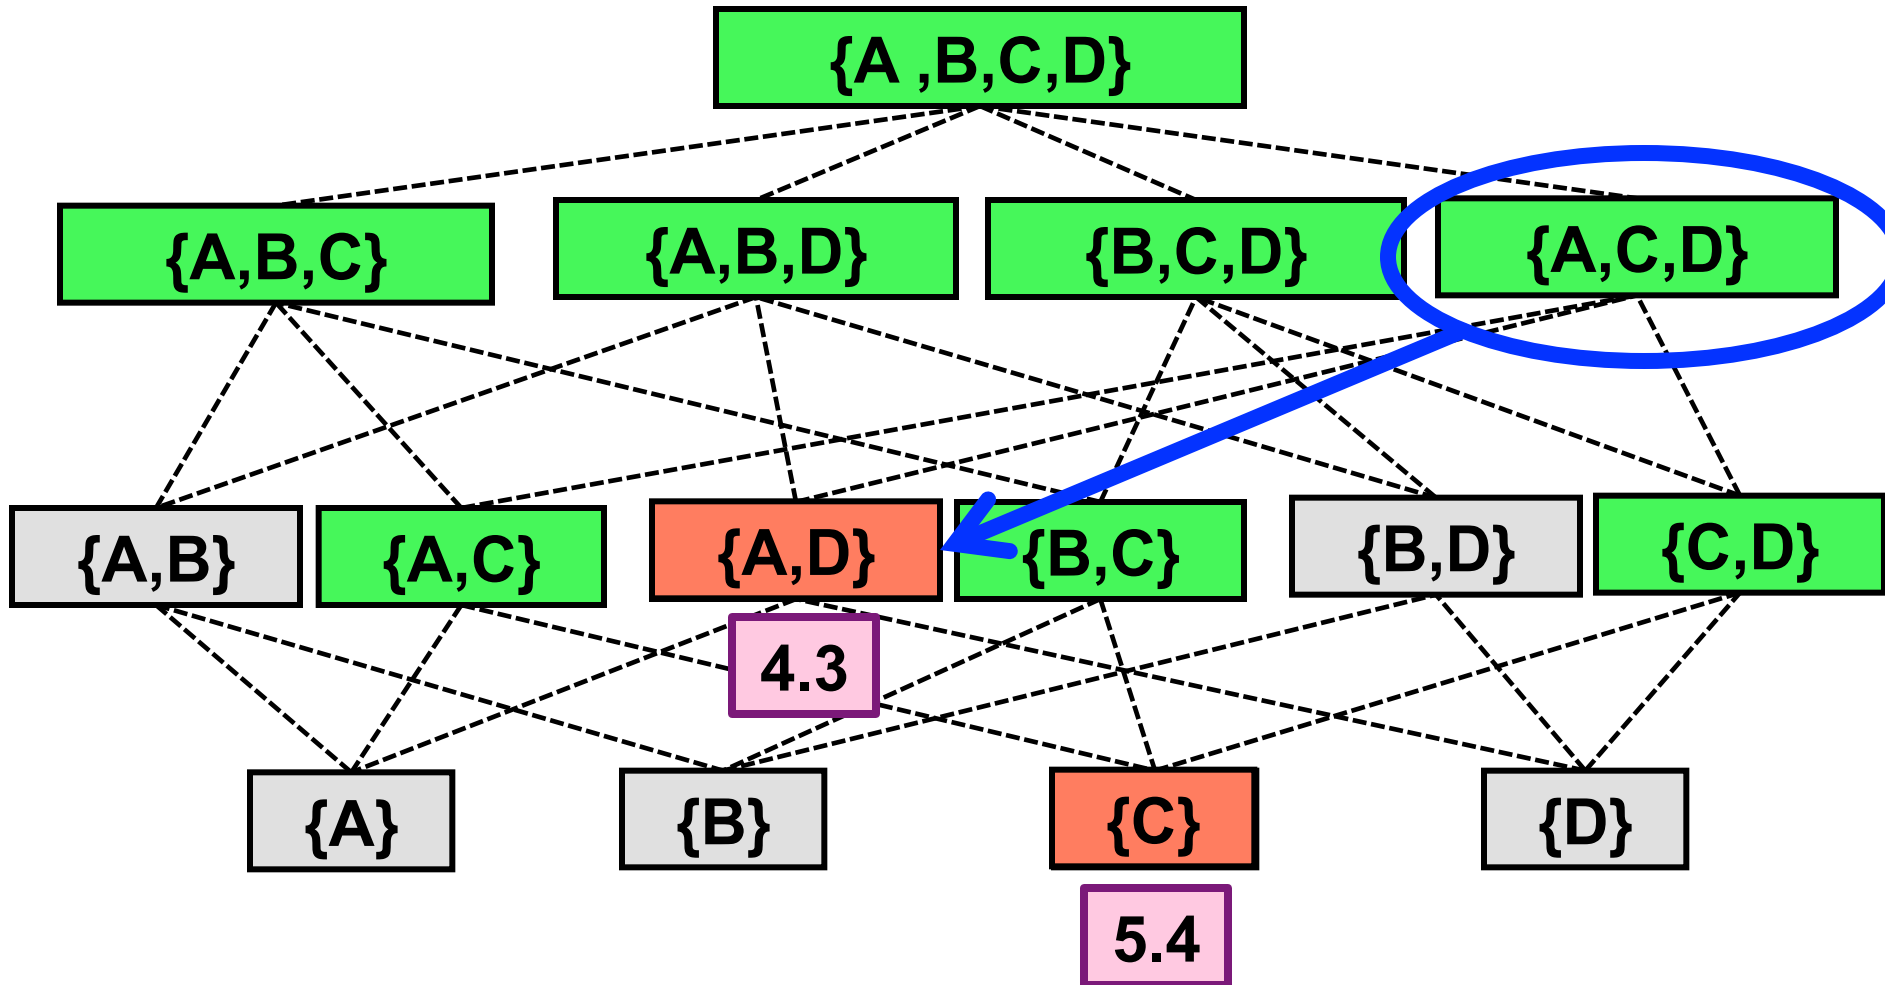 {A ,B,C,D}
{A,B,C}
{A,B,D}
{B,C,D}
{A,C,D}
{A,B}
{A,C}
{A,D}
{B,C}
{B,D}
{C,D}
4.3
{A}
{B}
{C}
{D}
5.4